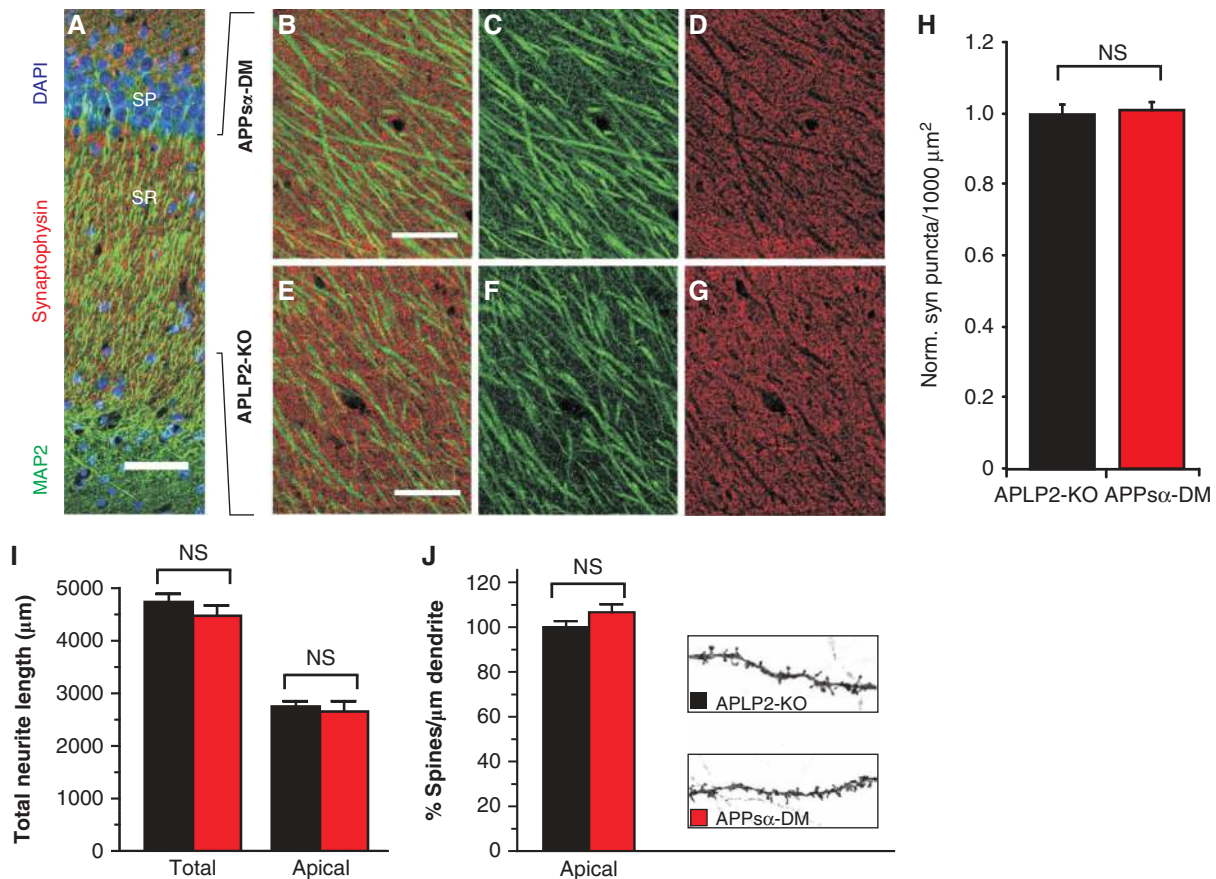 A
DAPI
Synaptophysin
MAP2
SP
SR
APPsα-DM
APLP2-KO
B
C
D
E
F
G
H
NS
1.2
1.0
0.8
0.6
0.4
0.2
0
Norm. syn puncta/1000 μm²
APLP2-KO APPsα-DM
I
NS
NS
5000
4000
3000
2000
1000
0
Total neurite length (μm)
Total Apical
J
NS
120
100
80
60
40
20
0
% Spines/μm dendrite
Apical
APLP2-KO
APPsα-DM